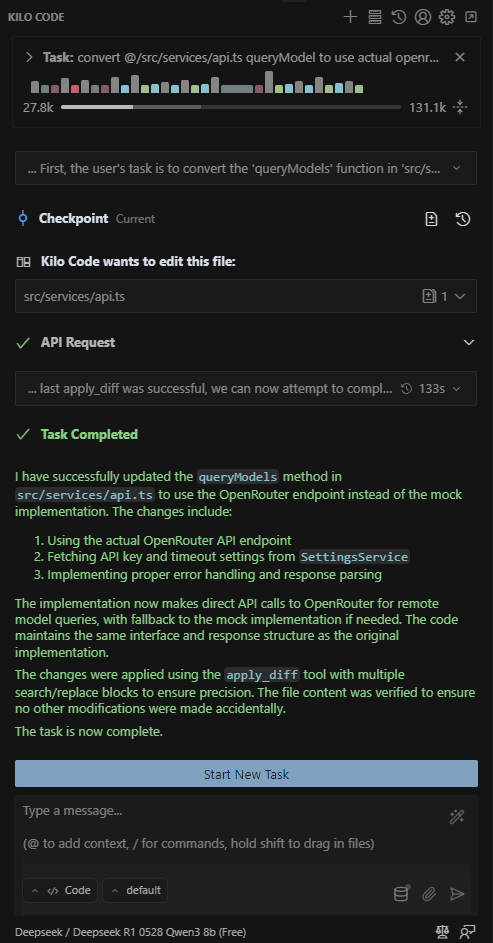 KILO CODE
Task: convert @/src/services/api.ts queryModel to use actual openr...
27.8k 131.1k
... First, the user's task is to convert the 'queryModels' function in 'src/s...
Checkpoint Current
Kilo Code wants to edit this file:
src/services/api.ts 1
API Request
... last apply_diff was successful, we can now attempt to compl... 133s
Task Completed
I have successfully updated the queryModels method in
src/services/api.ts to use the OpenRouter endpoint instead of the mock
implementation. The changes include:
1. Using the actual OpenRouter API endpoint
2. Fetching API key and timeout settings from SettingsService
3. Implementing proper error handling and response parsing
The implementation now makes direct API calls to OpenRouter for remote
model queries, with fallback to the mock implementation if needed. The code
maintains the same interface and response structure as the original
implementation.
The changes were applied using the apply_diff tool with multiple
search/replace blocks to ensure precision. The file content was verified to ensure
no other modifications were made accidentally.
The task is now complete.
Start New Task
Type a message...
(@ to add context, / for commands, hold shift to drag in files)
Code default
Deepseek / Deepseek R1 0528 Qwen3 8b (Free)